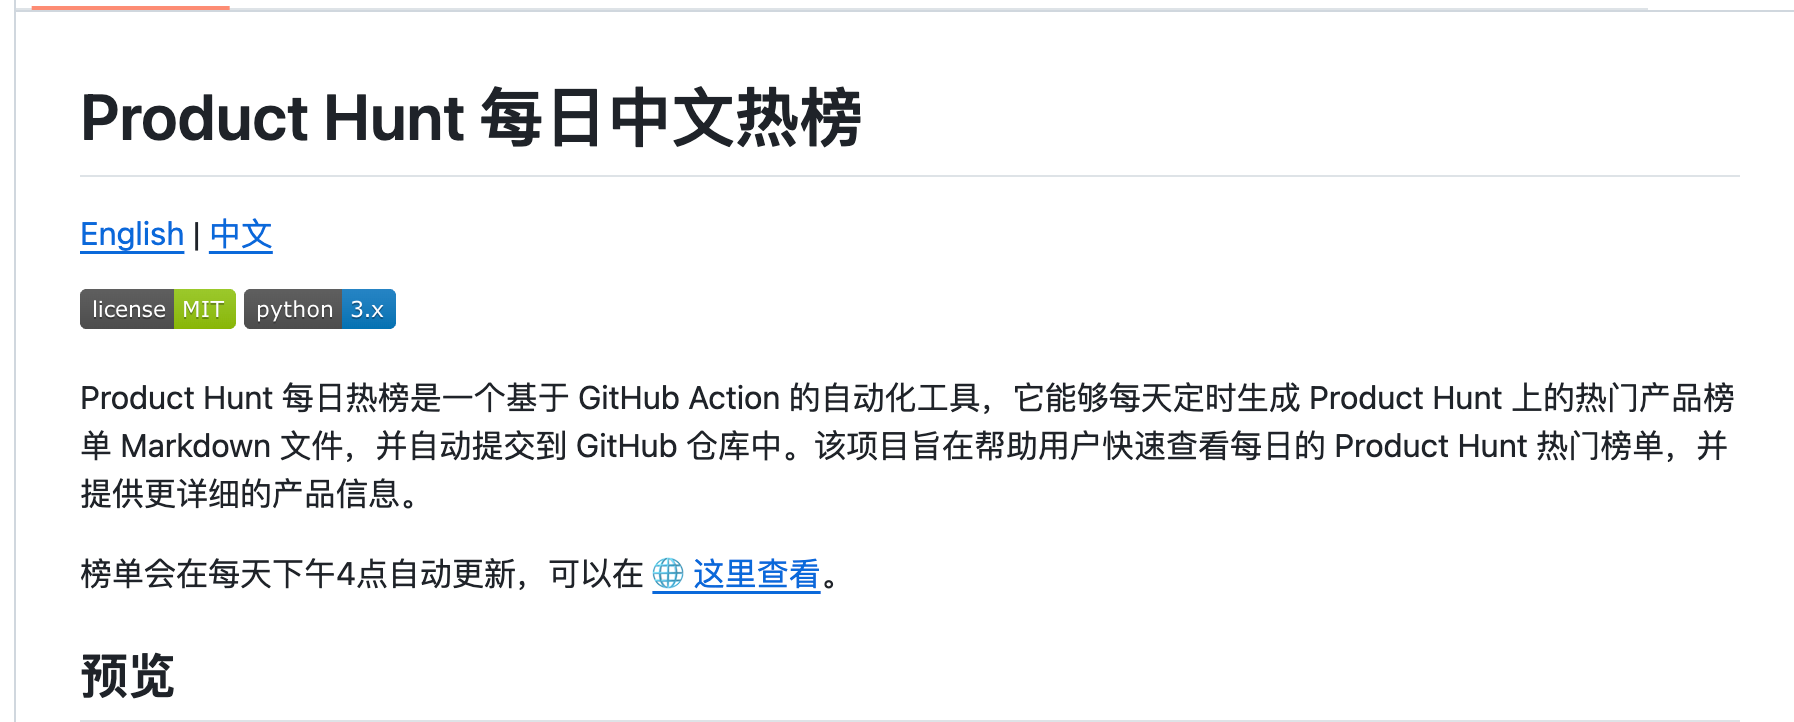 Product Hunt 每日中文热榜
English | 中文
license MIT python 3.x
Product Hunt 每日热榜是一个基于 GitHub Action 的自动化工具，它能够每天定时生成 Product Hunt 上的热门产品榜
单 Markdown 文件，并自动提交到 GitHub 仓库中。该项目旨在帮助用户快速查看每日的 Product Hunt 热门榜单，并
提供更详细的产品信息。
榜单会在每天下午4点自动更新，可以在 🌐 这里查看。
预览